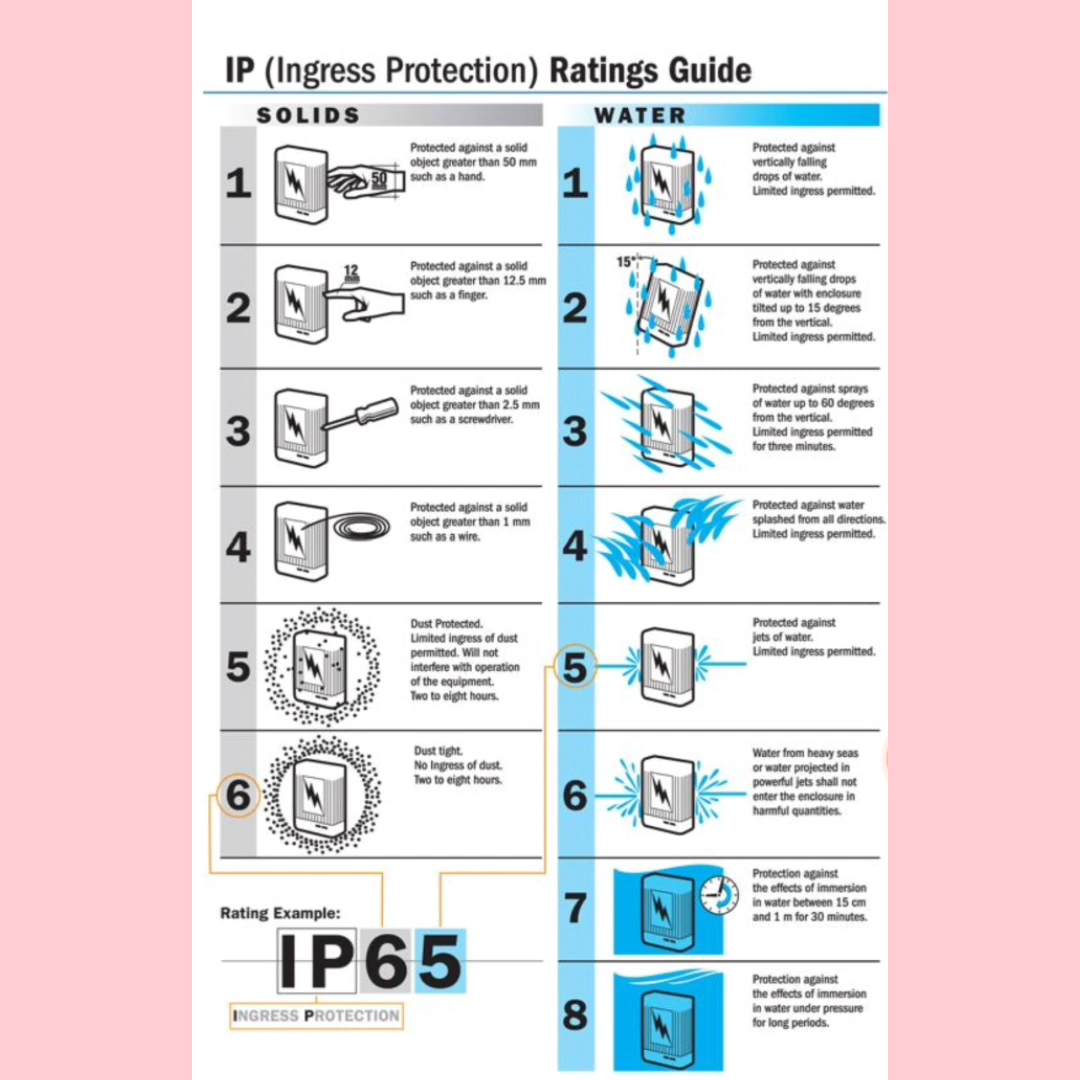 IP (Ingress Protection) Ratings Guide
SOLIDS
1
50
mm
Protected against a solid
object greater than 50 mm
such as a hand.
2
12
mm
Protected against a solid
object greater than 12.5 mm
such as a finger.
3
Protected against a solid
object greater than 2.5 mm
such as a screwdriver.
4
Protected against a solid
object greater than 1 mm
such as a wire.
5
Dust Protected.
Limited ingress of dust
permitted. Will not
interfere with operation
of the equipment.
Two to eight hours.
6
Dust tight.
No Ingress of dust.
Two to eight hours.
Rating Example:
IP65
INGRESS PROTECTION
WATER
1
Protected against
vertically falling
drops of water.
Limited ingress permitted.
2
15°
Protected against
vertically falling drops
of water with enclosure
tilted up to 15 degrees
from the vertical.
Limited ingress permitted.
3
Protected against sprays
of water up to 60 degrees
from the vertical.
Limited ingress permitted
for three minutes.
4
Protected against water
splashed from all directions.
Limited ingress permitted.
5
Protected against
jets of water.
Limited ingress permitted.
6
Water from heavy seas
or water projected in
powerful jets shall not
enter the enclosure in
harmful quantities.
7
Protection against
the effects of immersion
in water between 15 cm
and 1 m for 30 minutes.
8
Protection against
the effects of immersion
in water under pressure
for long periods.